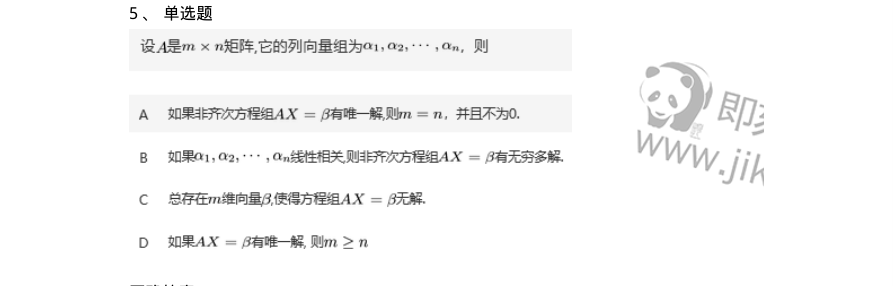 5 、 单选题
设A是m × n矩阵,它的列向量组为α₁, α₂, ⋯ , αₙ, 则
A 如果非齐次方程组AX = β有唯一解,则m = n，并且不为0.
B 如果α₁, α₂, ⋯ , αₙ线性相关,则非齐次方程组AX = β有无穷多解.
C 总存在m维向量β,使得方程组AX = β无解.
D 如果AX = β有唯一解, 则m ≥ n
即
www.jik